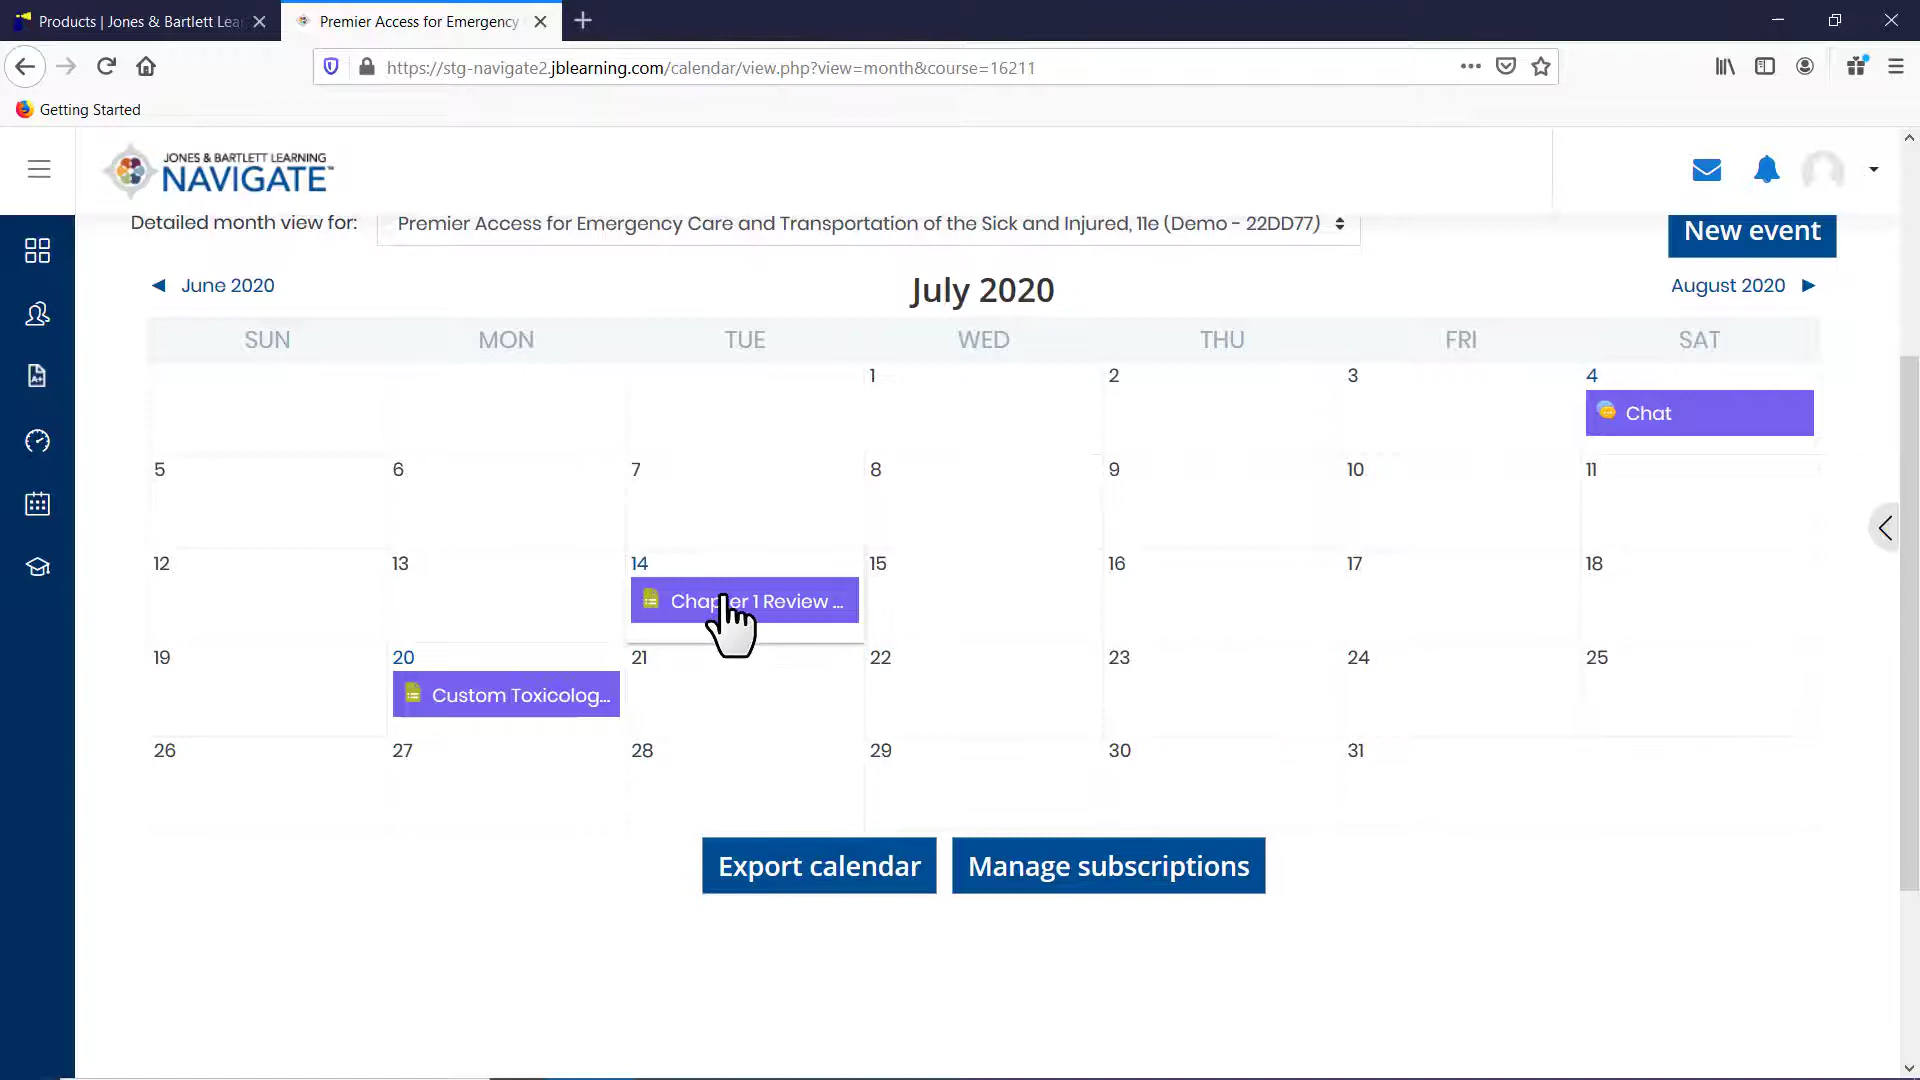 Products | Jones & Bartlett Lea
Premier Access for Emergency
https://stg-navigate2.jblearning.com/calendar/view.php?view=month&course=16211
Getting Started
JONES & BARTLETT LEARNING
NAVIGATE™
Detailed month view for:
Premier Access for Emergency Care and Transportation of the Sick and Injured, 11e (Demo - 22DD77)
New event
◄ June 2020
July 2020
August 2020 ►
SUN MON TUE WED THU FRI SAT
1 2 3 4
Chat
5 6 7 8 9 10 11
12 13 14 15 16 17 18
Chapter 1 Review ...
19 20 21 22 23 24 25
Custom Toxicolog...
26 27 28 29 30 31
Export calendar
Manage subscriptions